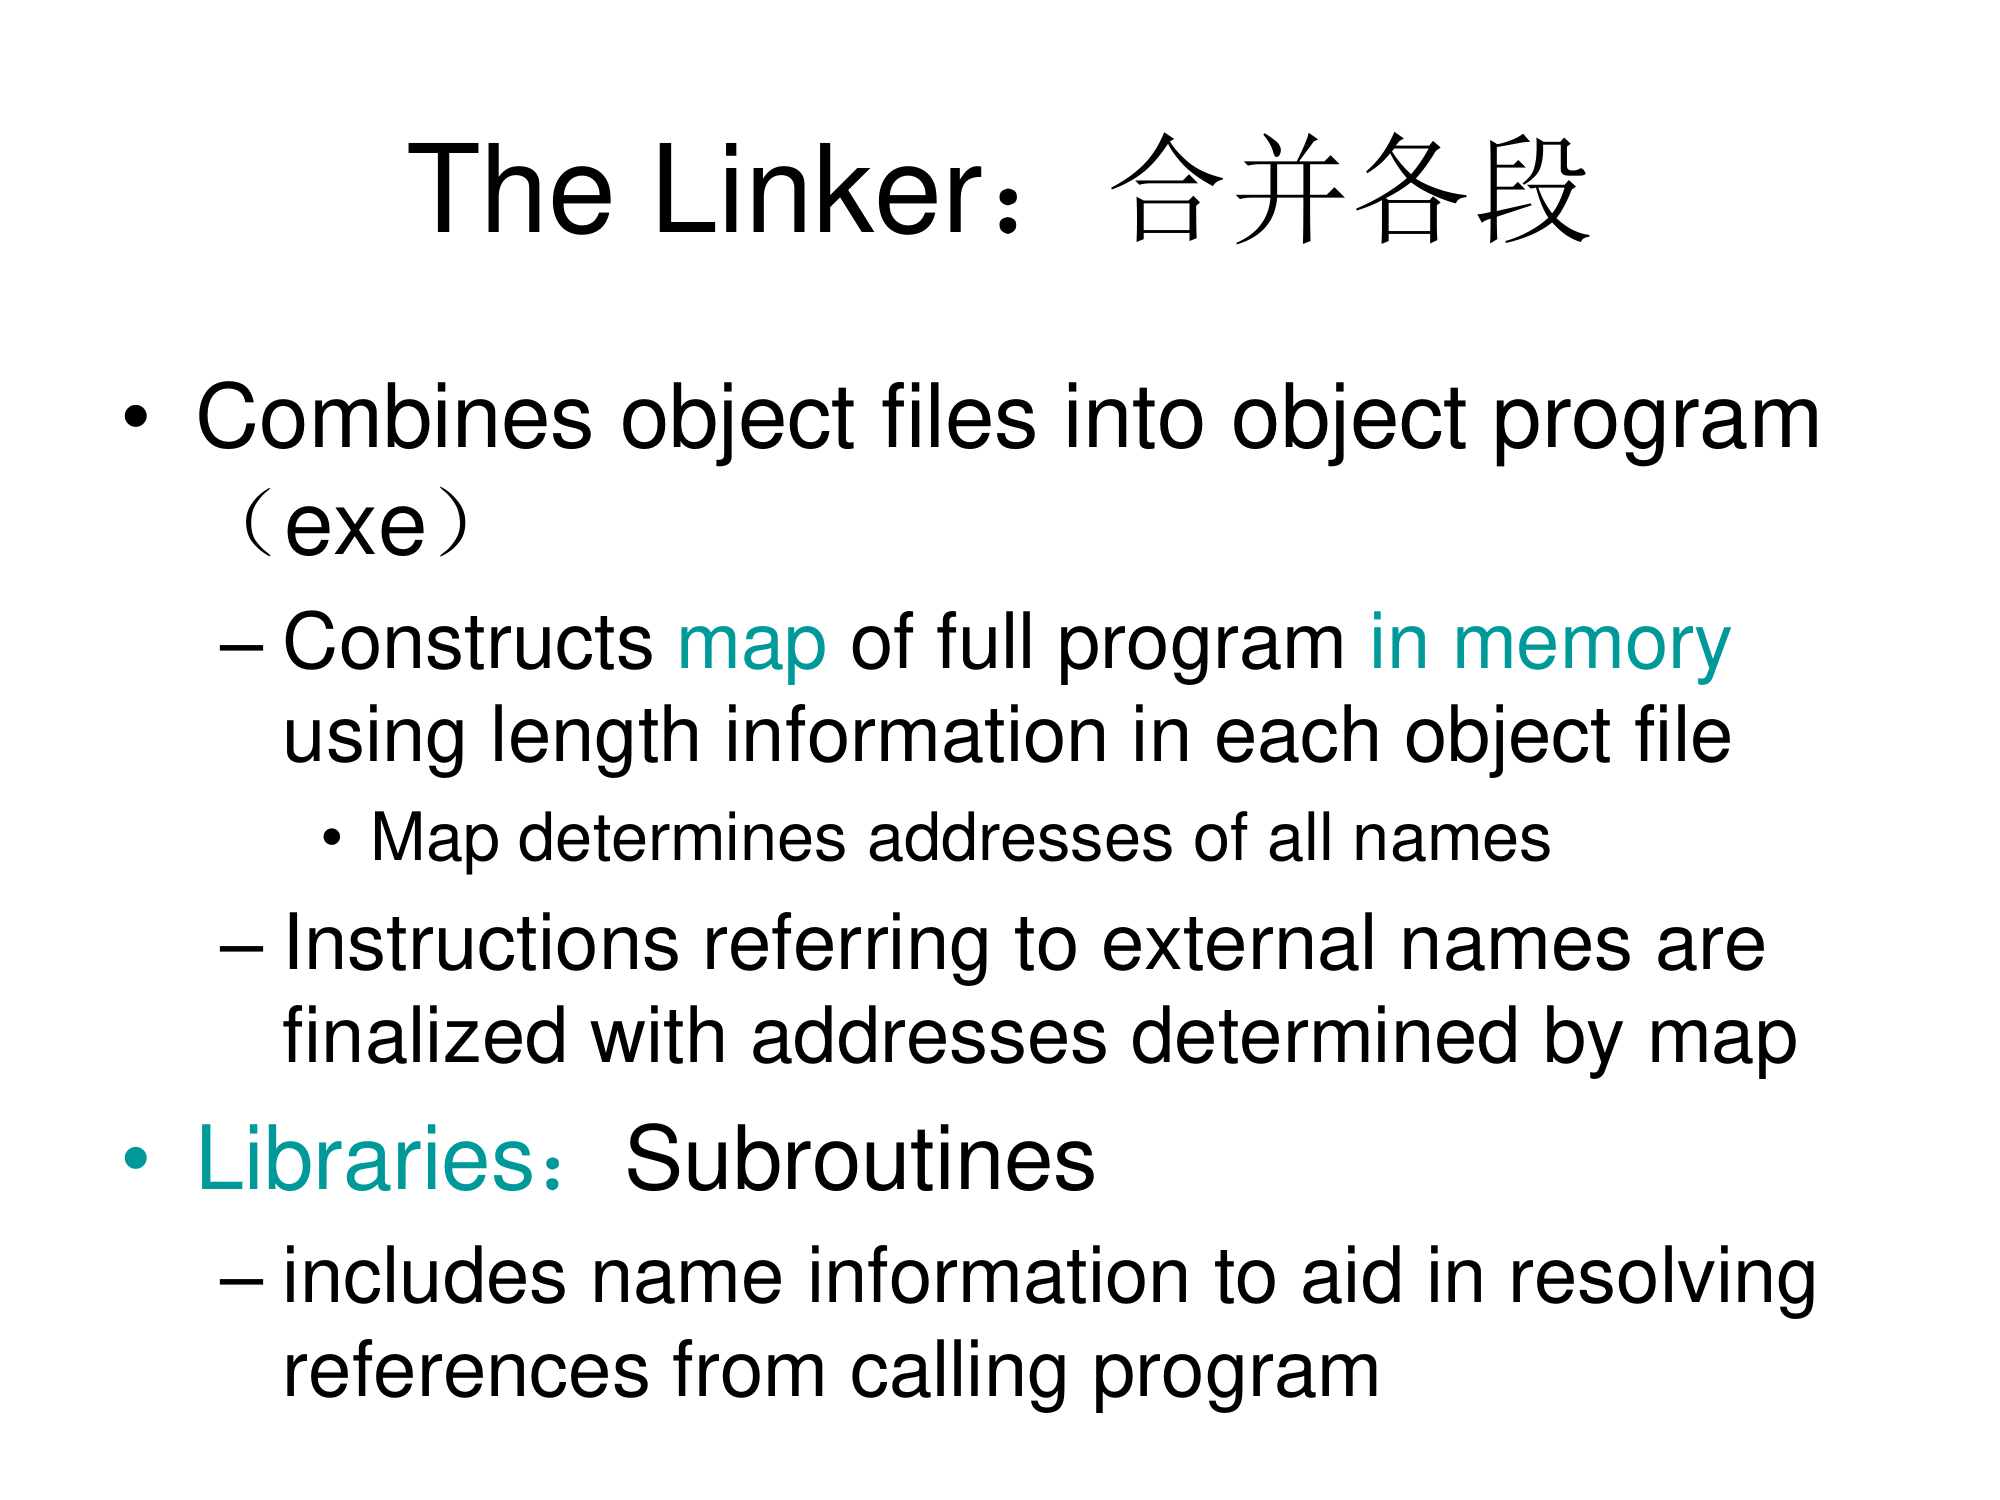 The Linker：合并各段
• Combines object files into object program
（exe）
– Constructs map of full program in memory
using length information in each object file
• Map determines addresses of all names
– Instructions referring to external names are
finalized with addresses determined by map
• Libraries：Subroutines
– includes name information to aid in resolving
references from calling program